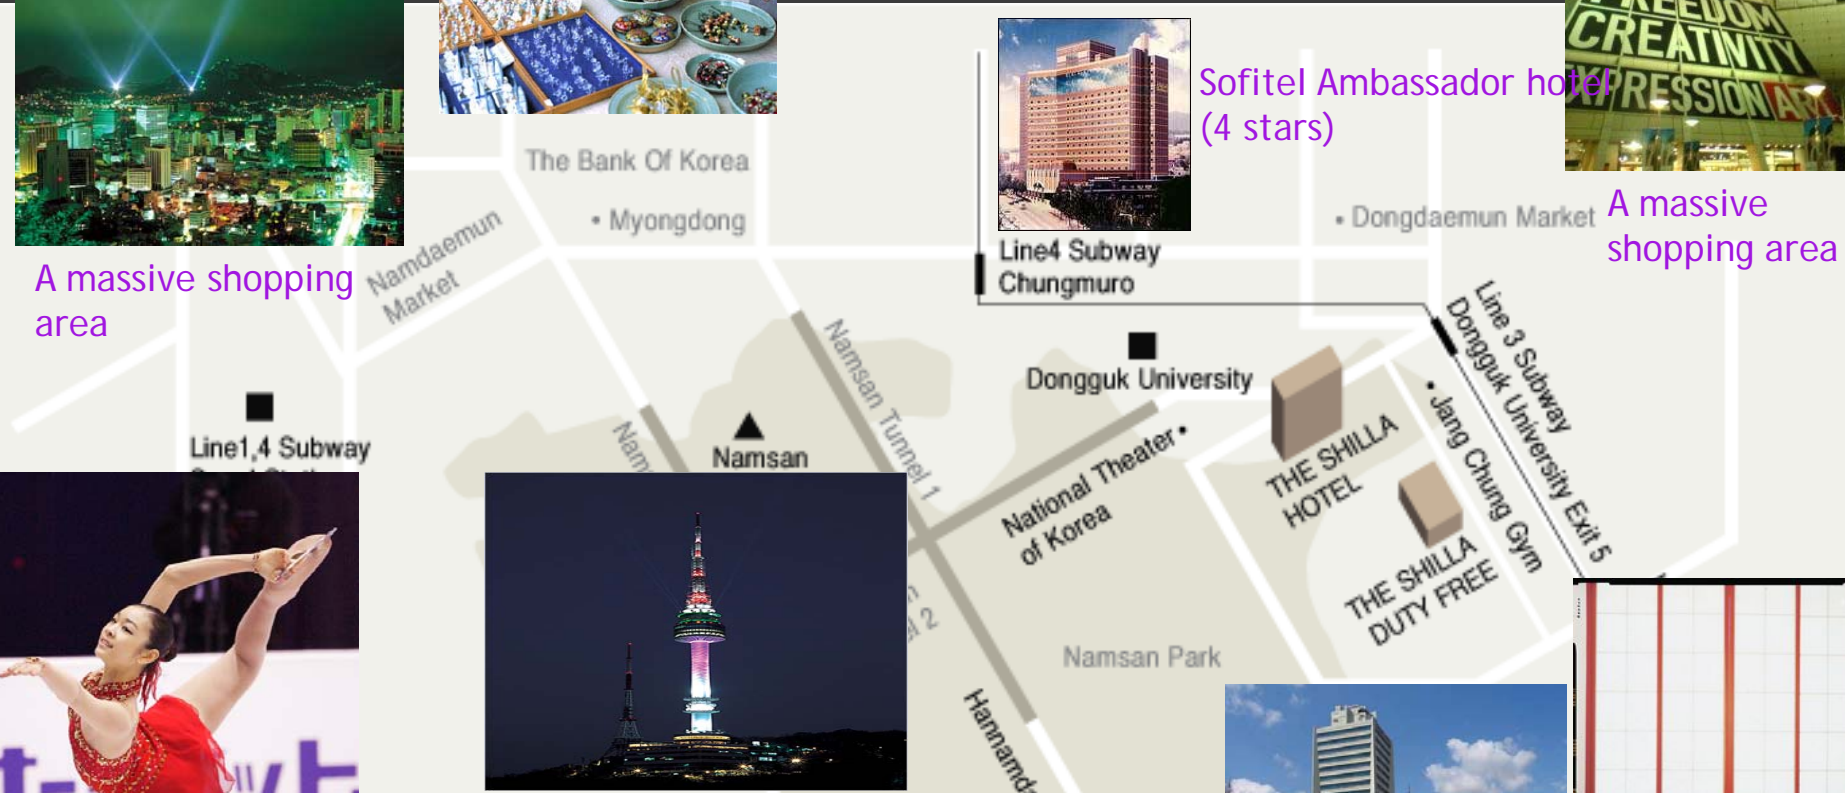 FREEDOM
CREATIVITY
EXPRESSION
Sofitel Ambassador hotel
(4 stars)
The Bank Of Korea
• Myongdong
• Dongdaemun Market
A massive
shopping area
Namdaemun
Market
A massive shopping
area
Line4 Subway
Chungmuro
Line 3 Subway
Dongguk University Exit 5
Namsan Tunnel 1
Dongguk University
• Jang Chung Gym
Line1,4 Subway
Namsan
National Theater •
of Korea
THE SHILLA
HOTEL
THE SHILLA
DUTY FREE
Namsan Park